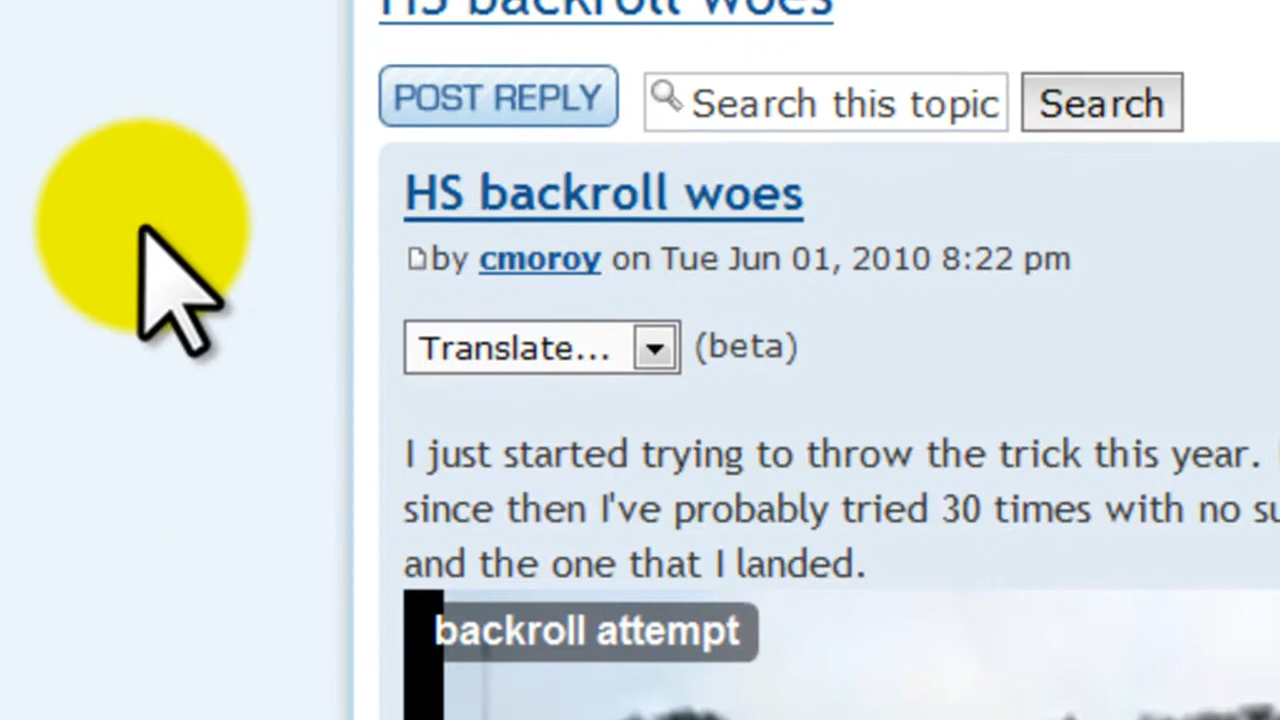 HS backroll woes
POST REPLY
Search this topic
Search
HS backroll woes
by cmoroy on Tue Jun 01, 2010 8:22 pm
Translate... (beta)
I just started trying to throw the trick this year.
since then I've probably tried 30 times with no
and the one that I landed.
backroll attempt